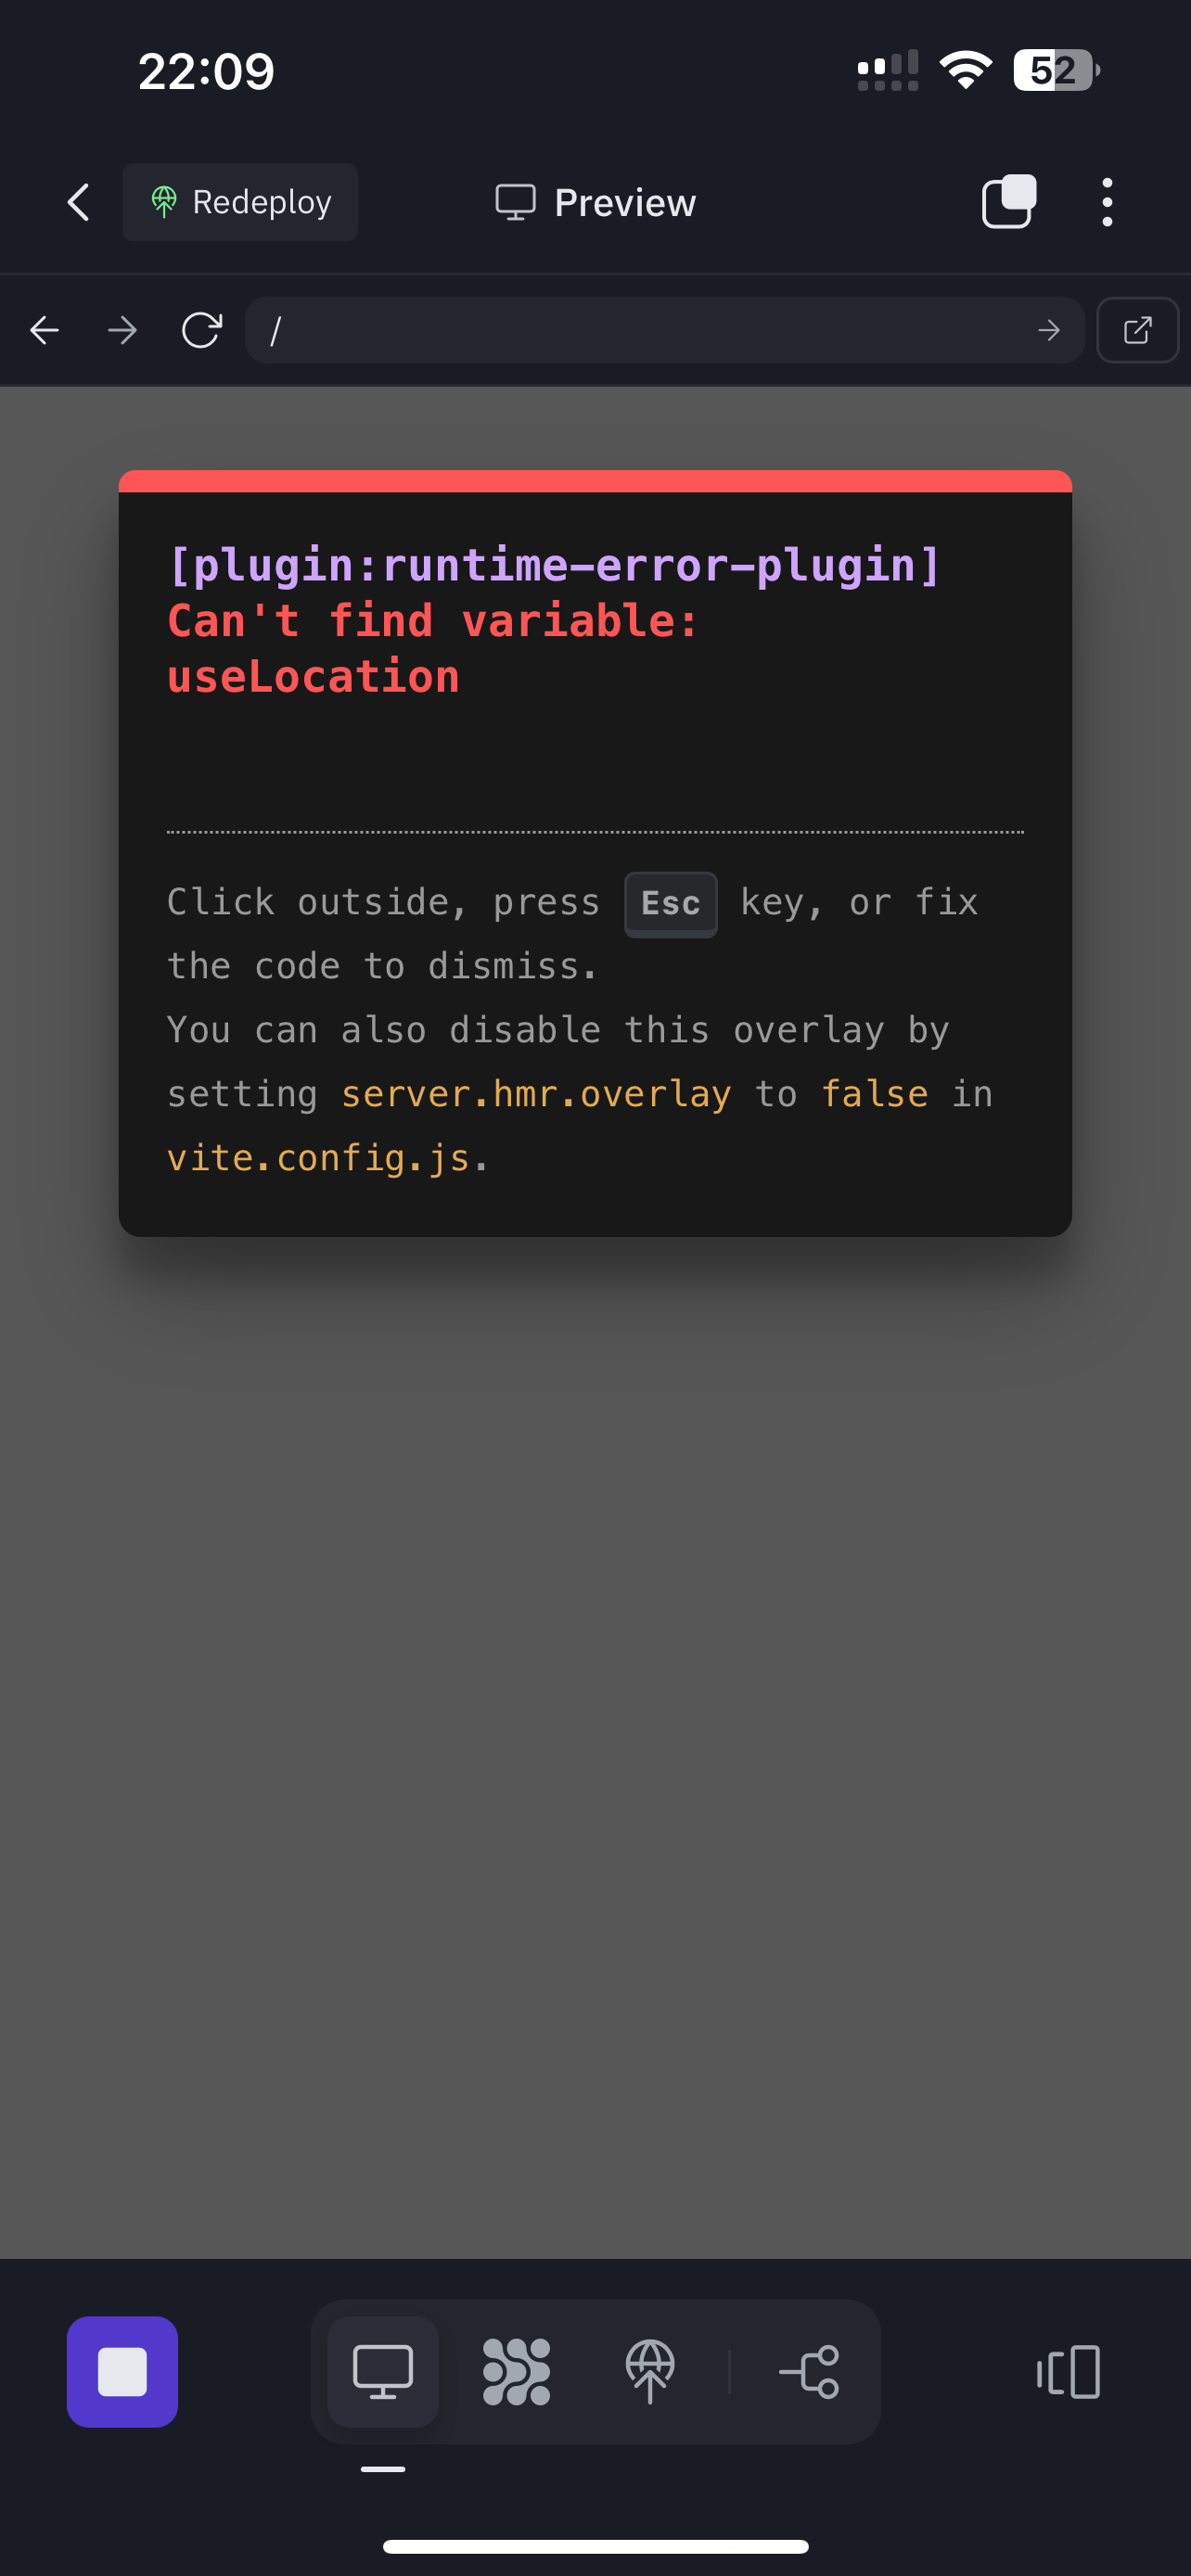 22:09
52
Redeploy
Preview
/
[plugin:runtime-error-plugin]
Can't find variable:
useLocation
Click outside, press Esc key, or fix
the code to dismiss.
You can also disable this overlay by
setting server.hmr.overlay to false in
vite.config.js.